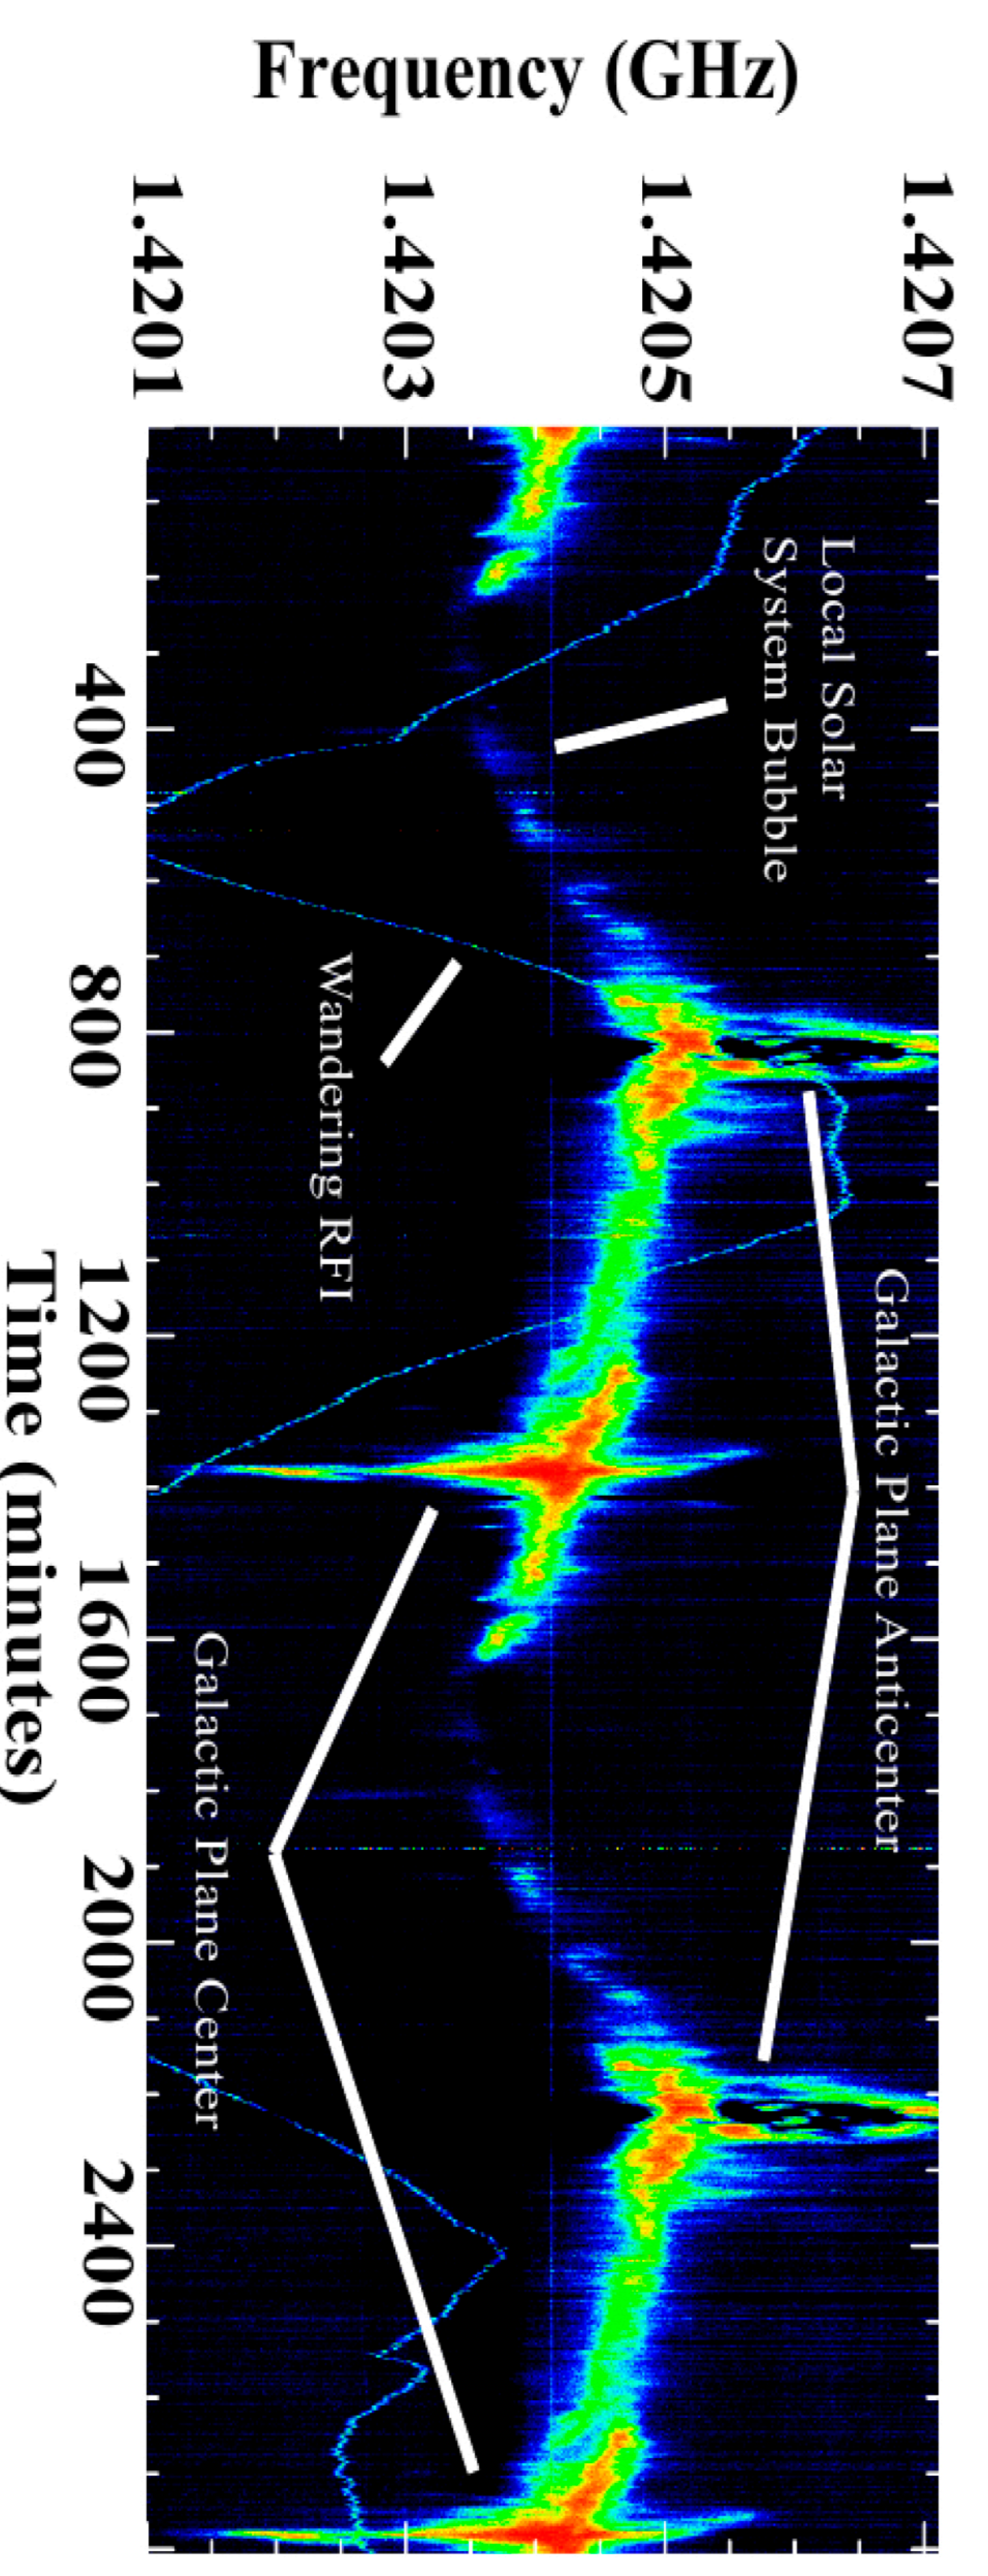 Frequency (GHz)
1.4207
1.4205
1.4203
1.4201
Local Solar
System Bubble
Wandering RFI
Galactic Plane Anticenter
Galactic Plane Center
400
800
1200
1600
2000
2400
Time (minutes)